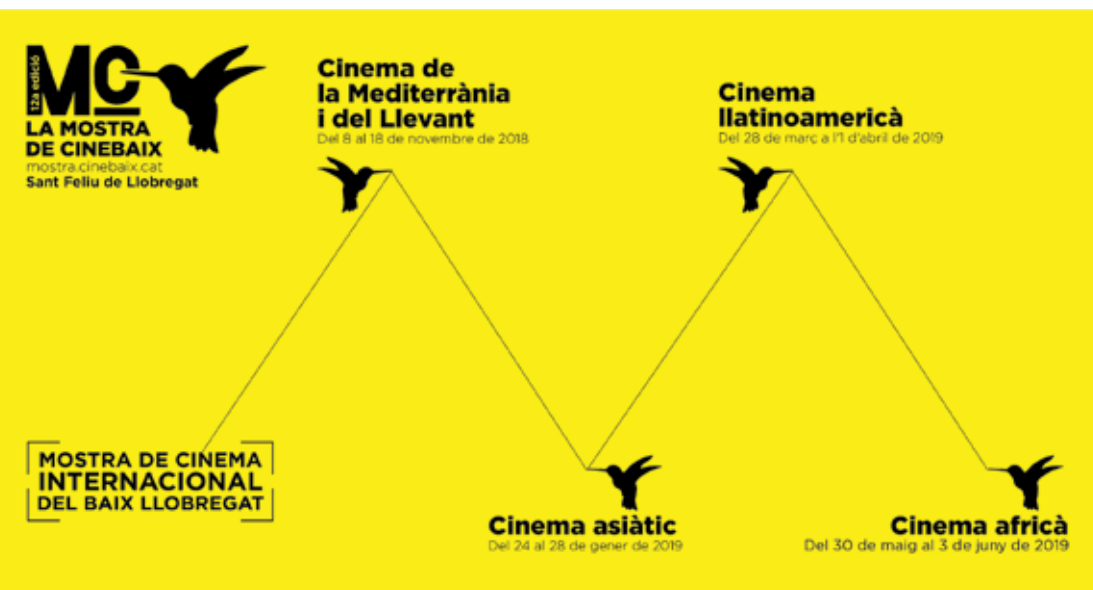 12a edició
MC
LA MOSTRA
DE CINEBAIX
mostra.cinebaix.cat
Sant Feliu de Llobregat
Cinema de
la Mediterrània
i del Llevant
Del 8 al 18 de novembre de 2018
Cinema
llatinoamericà
Del 28 de març a l'1 d'abril de 2019
MOSTRA DE CINEMA
INTERNACIONAL
DEL BAIX LLOBREGAT
Cinema asiàtic
Del 24 al 28 de gener de 2019
Cinema africà
Del 30 de maig al 3 de juny de 2019